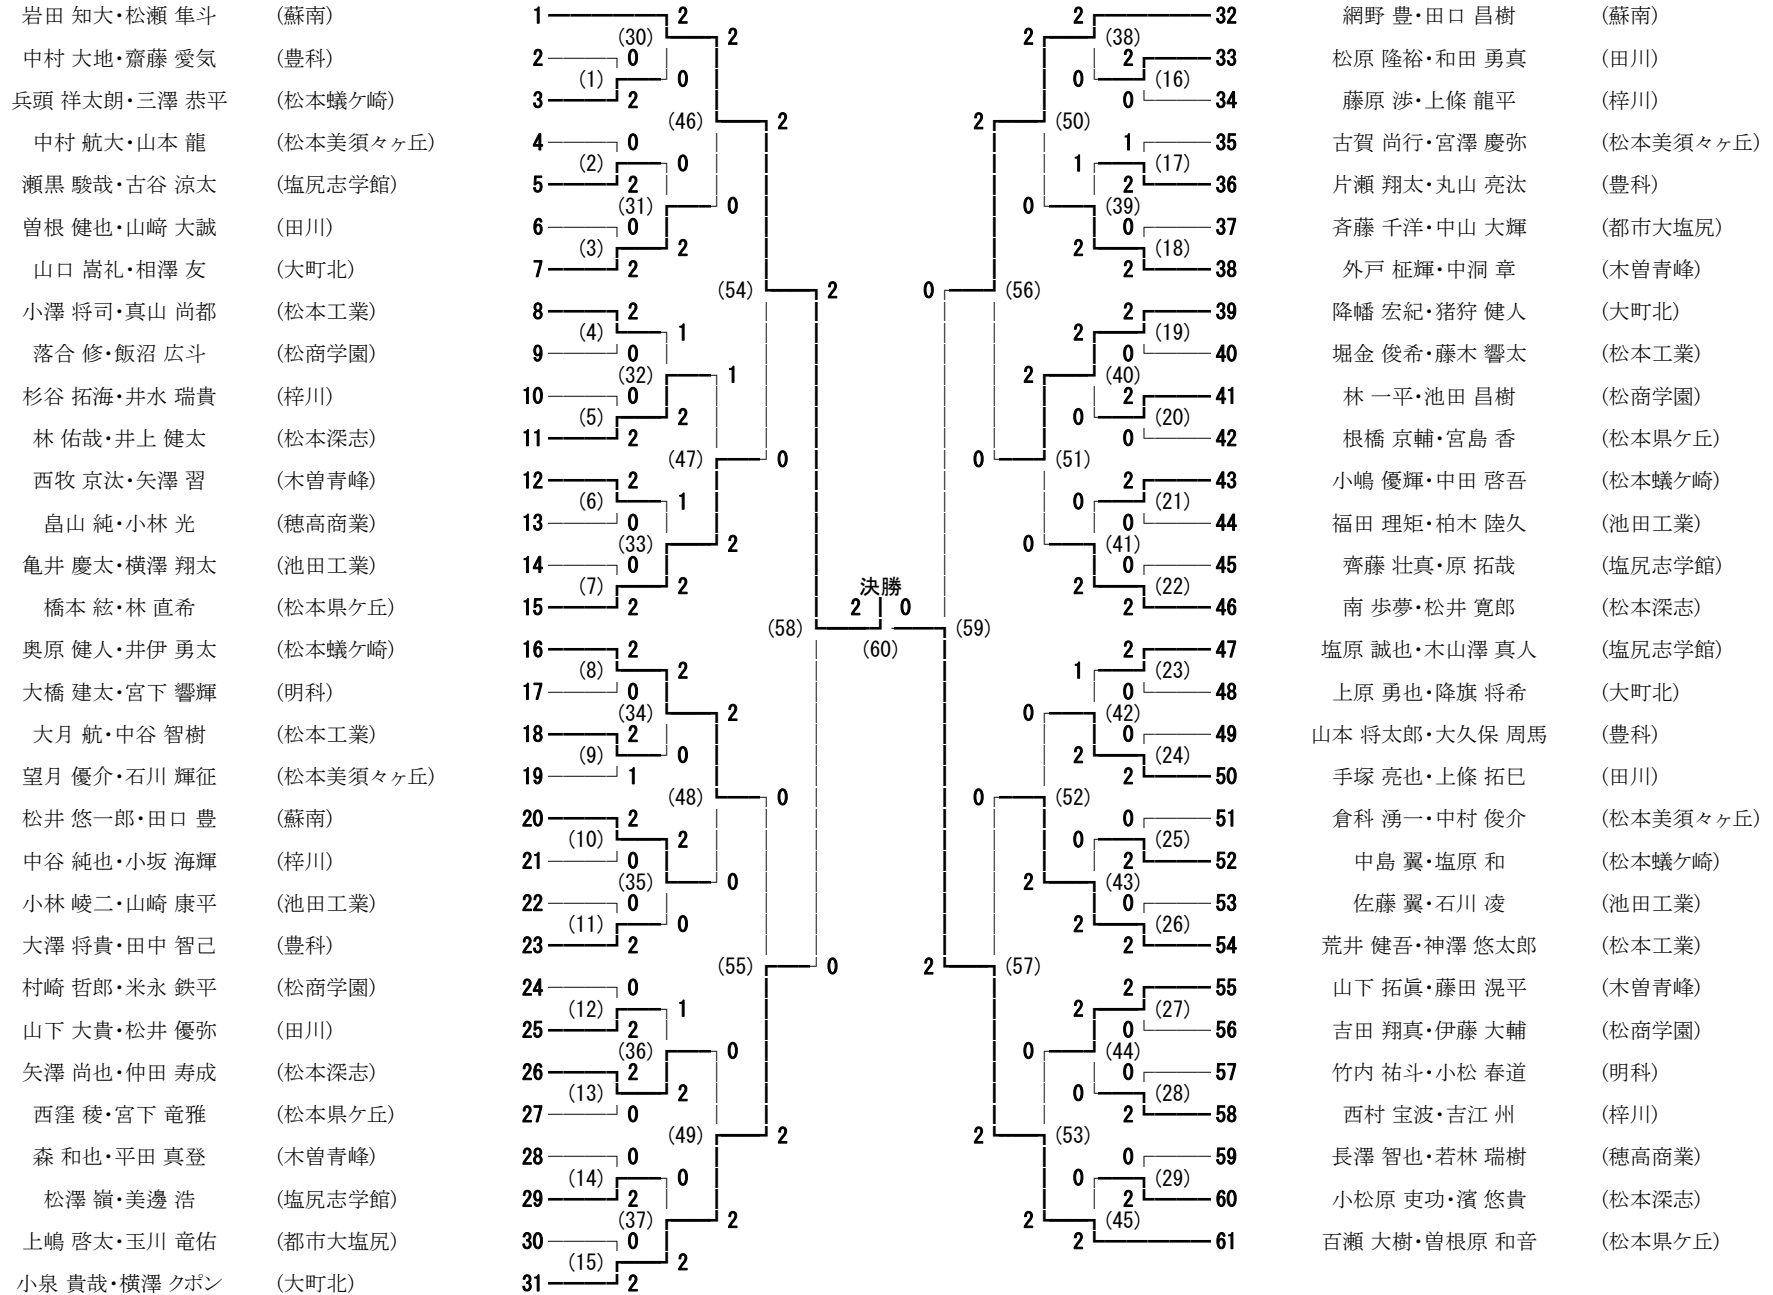 岩田 知大・松瀬 隼斗 (蘇南) 1 2 2 32 網野 豊・田口 昌樹 (蘇南)
(30) 2 2 (38)
中村 大地・齋藤 愛気 (豊科) 2 0 2 33 松原 隆裕・和田 勇真 (田川)
(1) 0 0 (16)
兵頭 祥太朗・三澤 恭平 (松本蟻ケ崎) 3 2 0 34 藤原 渉・上條 龍平 (梓川)
(46) 2 2 (50)
中村 航大・山本 龍 (松本美須々ヶ丘) 4 0 1 35 古賀 尚行・宮澤 慶弥 (松本美須々ヶ丘)
(2) 0 1 (17)
瀬黒 駿哉・古谷 涼太 (塩尻志学館) 5 2 2 36 片瀬 翔太・丸山 亮汰 (豊科)
(31) 0 0 (39)
曽根 健也・山﨑 大誠 (田川) 6 0 0 37 斉藤 千洋・中山 大輝 (都市大塩尻)
(3) 2 2 (18)
山口 嵩礼・相澤 友 (大町北) 7 2 2 38 外戸 柾輝・中洞 章 (木曽青峰)
(54) 2 0 (56)
小澤 将司・真山 尚都 (松本工業) 8 2 2 39 降幡 宏紀・猪狩 健人 (大町北)
(4) 1 2 (19)
落合 修・飯沼 広斗 (松商学園) 9 0 0 40 堀金 俊希・藤木 響太 (松本工業)
(32) 1 2 (40)
杉谷 拓海・井水 瑞貴 (梓川) 10 0 2 41 林 一平・池田 昌樹 (松商学園)
(5) 2 0 (20)
林 佑哉・井上 健太 (松本深志) 11 2 0 42 根橋 京輔・宮島 香 (松本県ケ丘)
(47) 0 0 (51)
西牧 京汰・矢澤 習 (木曽青峰) 12 2 2 43 小嶋 優輝・中田 啓吾 (松本蟻ケ崎)
(6) 1 0 (21)
畠山 純・小林 光 (穂高商業) 13 0 0 44 福田 理矩・柏木 陸久 (池田工業)
(33) 2 0 (41)
亀井 慶太・横澤 翔太 (池田工業) 14 0 0 45 齊藤 壮真・原 拓哉 (塩尻志学館)
(7) 2 決勝 2 (22)
橋本 絃・林 直希 (松本県ケ丘) 15 2 2 0 2 46 南 歩夢・松井 寛郎 (松本深志)
(58) (59)
奥原 健人・井伊 勇太 (松本蟻ケ崎) 16 2 (60) 2 47 塩原 誠也・木山澤 真人 (塩尻志学館)
(8) 2 1 (23)
大橋 建太・宮下 響輝 (明科) 17 0 0 48 上原 勇也・降旗 将希 (大町北)
(34) 2 0 (42)
大月 航・中谷 智樹 (松本工業) 18 2 0 49 山本 将太郎・大久保 周馬 (豊科)
(9) 0 2 (24)
望月 優介・石川 輝征 (松本美須々ヶ丘) 19 1 2 50 手塚 亮也・上條 拓巳 (田川)
(48) 0 0 (52)
松井 悠一郎・田口 豊 (蘇南) 20 2 0 51 倉科 湧一・中村 俊介 (松本美須々ヶ丘)
(10) 2 0 (25)
中谷 純也・小坂 海輝 (梓川) 21 0 2 52 中島 翼・塩原 和 (松本蟻ケ崎)
(35) 0 2 (43)
小林 崚二・山崎 康平 (池田工業) 22 0 0 53 佐藤 翼・石川 凌 (池田工業)
(11) 0 2 (26)
大澤 将貴・田中 智己 (豊科) 23 2 2 54 荒井 健吾・神澤 悠太郎 (松本工業)
(55) 0 2 (57)
村崎 哲郎・米永 鉄平 (松商学園) 24 0 2 55 山下 拓眞・藤田 滉平 (木曽青峰)
(12) 1 2 (27)
山下 大貴・松井 優弥 (田川) 25 2 0 56 吉田 翔真・伊藤 大輔 (松商学園)
(36) 0 0 (44)
矢澤 尚也・仲田 寿成 (松本深志) 26 2 0 57 竹内 祐斗・小松 春道 (明科)
(13) 2 0 (28)
西窪 稜・宮下 竜雅 (松本県ケ丘) 27 0 2 58 西村 宝波・吉江 州 (梓川)
(49) 2 2 (53)
森 和也・平田 真登 (木曽青峰) 28 0 0 59 長澤 智也・若林 瑞樹 (穂高商業)
(14) 0 0 (29)
松澤 嶺・美邊 浩 (塩尻志学館) 29 2 2 60 小松原 吏功・濱 悠貴 (松本深志)
(37) 2 2 (45)
上嶋 啓太・玉川 竜佑 (都市大塩尻) 30 0 2 61 百瀬 大樹・曽根原 和音 (松本県ケ丘)
(15) 2
小泉 貴哉・横澤 クポン (大町北) 31 2